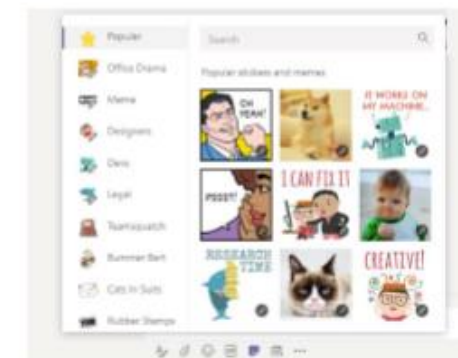 Popular
Office Drama
Meme
Designers
Devs
Legal
Teamsquatch
Bummer Bert
Cats In Suits
Rubber Stamps
Search
Popular stickers and memes
OH YEAH!
IT WORKS ON
MY MACHINE...
PSSST!
I CAN FIX IT
RESEARCH
TIME
CREATIVE!